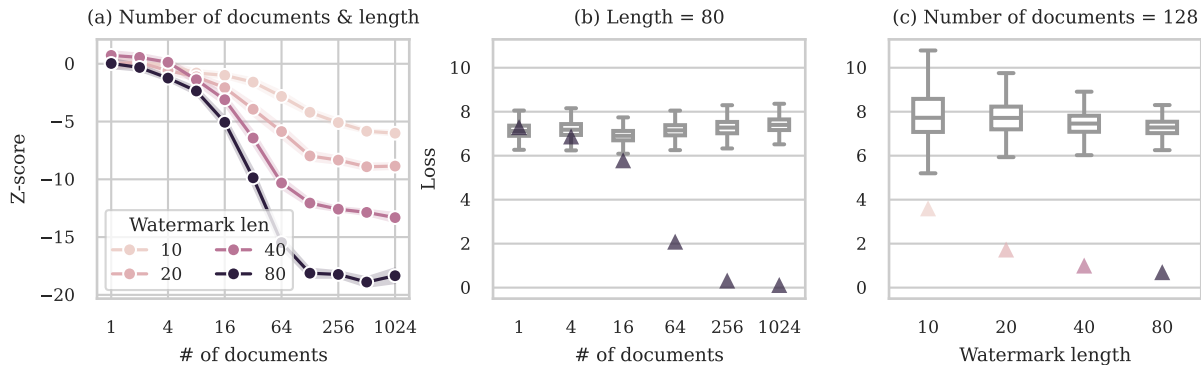 (a) Number of documents & length
Z-score
0
−5
−10
−15
−20
Watermark len
10 40
20 80
1 4 16 64 256 1024
# of documents
(b) Length = 80
Loss
10
8
6
4
2
0
1 4 16 64 256 1024
# of documents
(c) Number of documents = 128
10
8
6
4
2
0
10 20 40 80
Watermark length